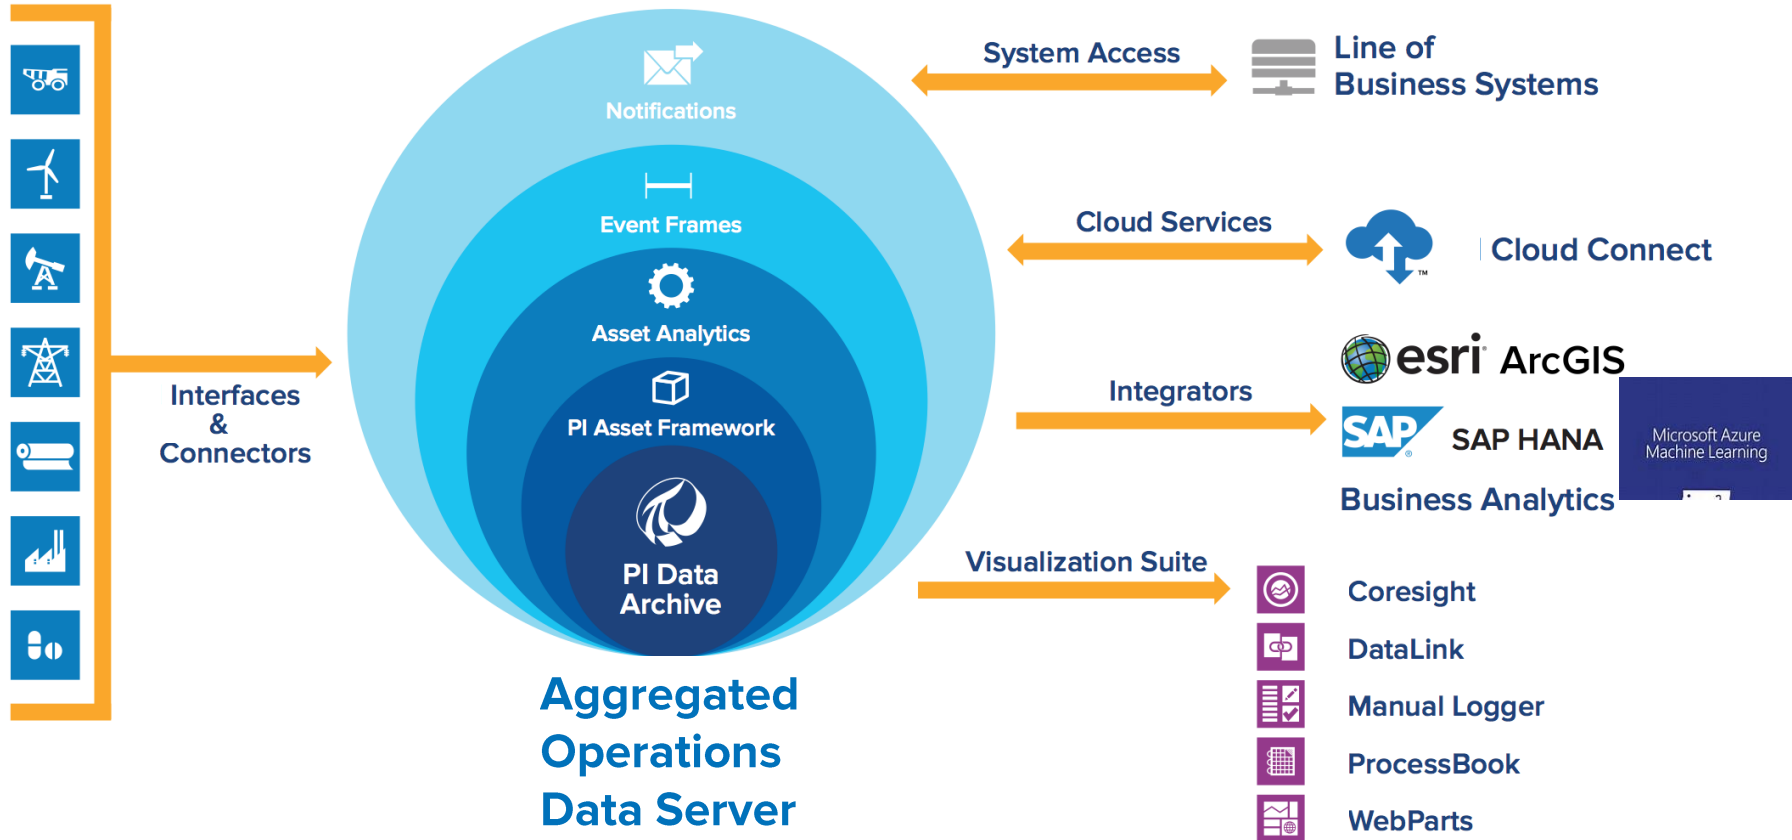 Notifications
Event Frames
Asset Analytics
PI Asset Framework
PI Data
Archive
Aggregated
Operations
Data Server
Interfaces
&
Connectors
System Access
Line of
Business Systems
Cloud Services
™
Cloud Connect
Integrators
esri® ArcGIS
SAP® SAP HANA
Microsoft Azure
Machine Learning
Business Analytics
Visualization Suite
Coresight
DataLink
Manual Logger
ProcessBook
WebParts